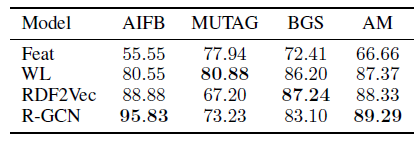 Model AIFB MUTAG BGS AM
Feat 55.55 77.94 72.41 66.66
WL 80.55 80.88 86.20 87.37
RDF2Vec 88.88 67.20 87.24 88.33
R-GCN 95.83 73.23 83.10 89.29